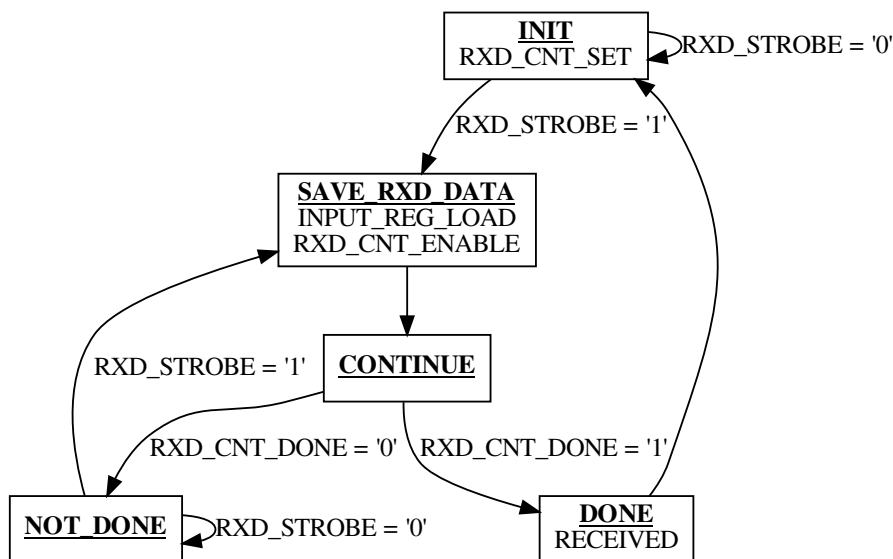 INIT
RXD_CNT_SET
RXD_STROBE = '0'
RXD_STROBE = '1'
SAVE_RXD_DATA
INPUT_REG_LOAD
RXD_CNT_ENABLE
RXD_STROBE = '1'
CONTINUE
RXD_CNT_DONE = '0'
RXD_CNT_DONE = '1'
NOT_DONE
RXD_STROBE = '0'
DONE
RECEIVED